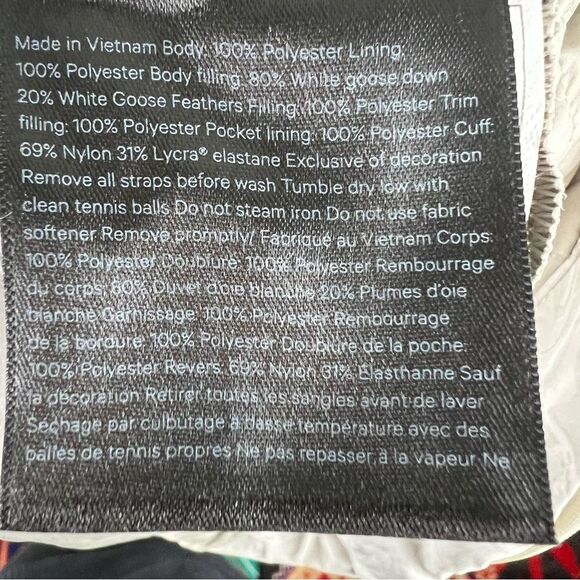 Made in Vietnam Body: 100% Polyester Lining:
100% Polyester Body filling: 80% White goose down
20% White Goose Feathers Filling: 100% Polyester Trim
filling: 100% Polyester Pocket lining: 100% Polyester Cuff:
69% Nylon 31% Lycra® elastane Exclusive of decoration
Remove all straps before wash Tumble dry low with
clean tennis balls Do not steam iron Do not use fabric
softener Remove promptly/ Fabriqué au Vietnam Corps:
100% Polyester Doublure: 100% Polyester Rembourrage
du corps: 80% Duvet d'oie blanche 20% Plumes d'oie
blanche Garnissage: 100% Polyester Rembourrage
de la bordure: 100% Polyester Doublure de la poche:
100% Polyester Revers: 69% Nylon 31% Élasthanne Sauf
la décoration Retirer toutes les sangles avant de laver
Séchage par culbutage à basse température avec des
balles de tennis propres Ne pas repasser à la vapeur Ne